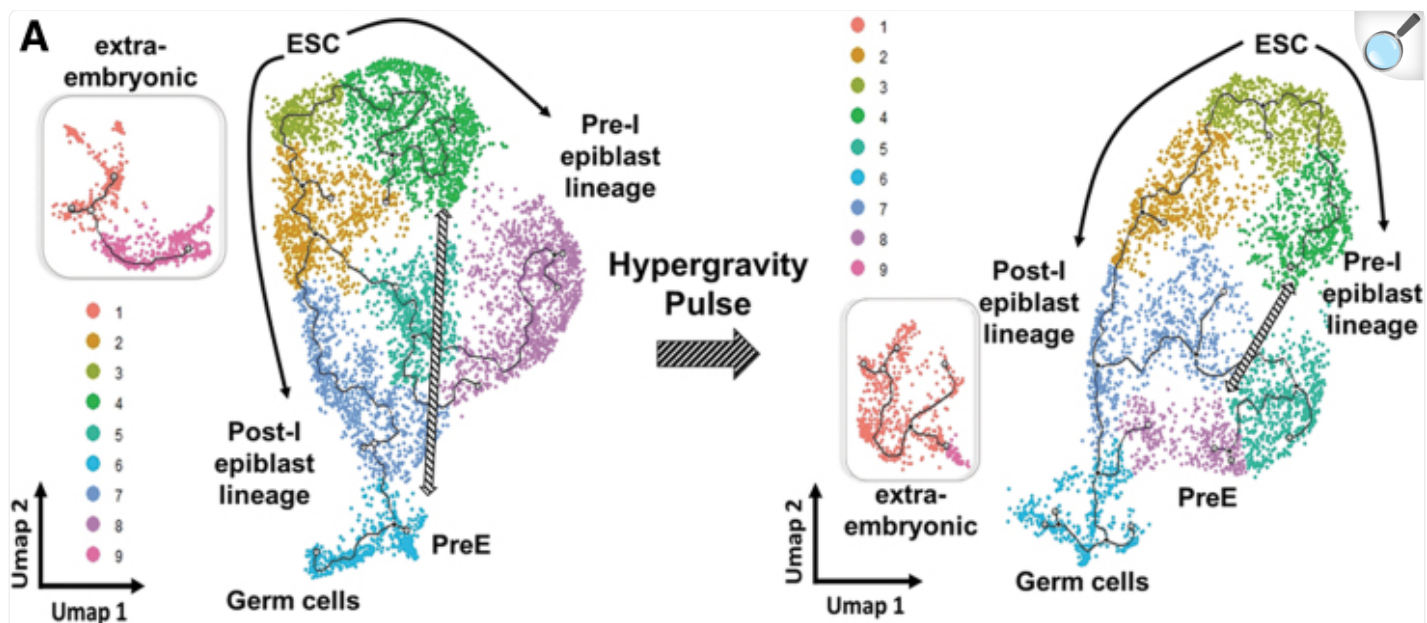 A
extra-
embryonic
ESC
Pre-I
epiblast
lineage
1
2
3
4
5
6
7
8
9
Post-I
epiblast
lineage
PreE
Germ cells
Umap 2
Umap 1
Hypergravity
Pulse
1
2
3
4
5
6
7
8
9
ESC
Post-I
epiblast
lineage
Pre-I
epiblast
lineage
extra-
embryonic
PreE
Germ cells
Umap 2
Umap 1